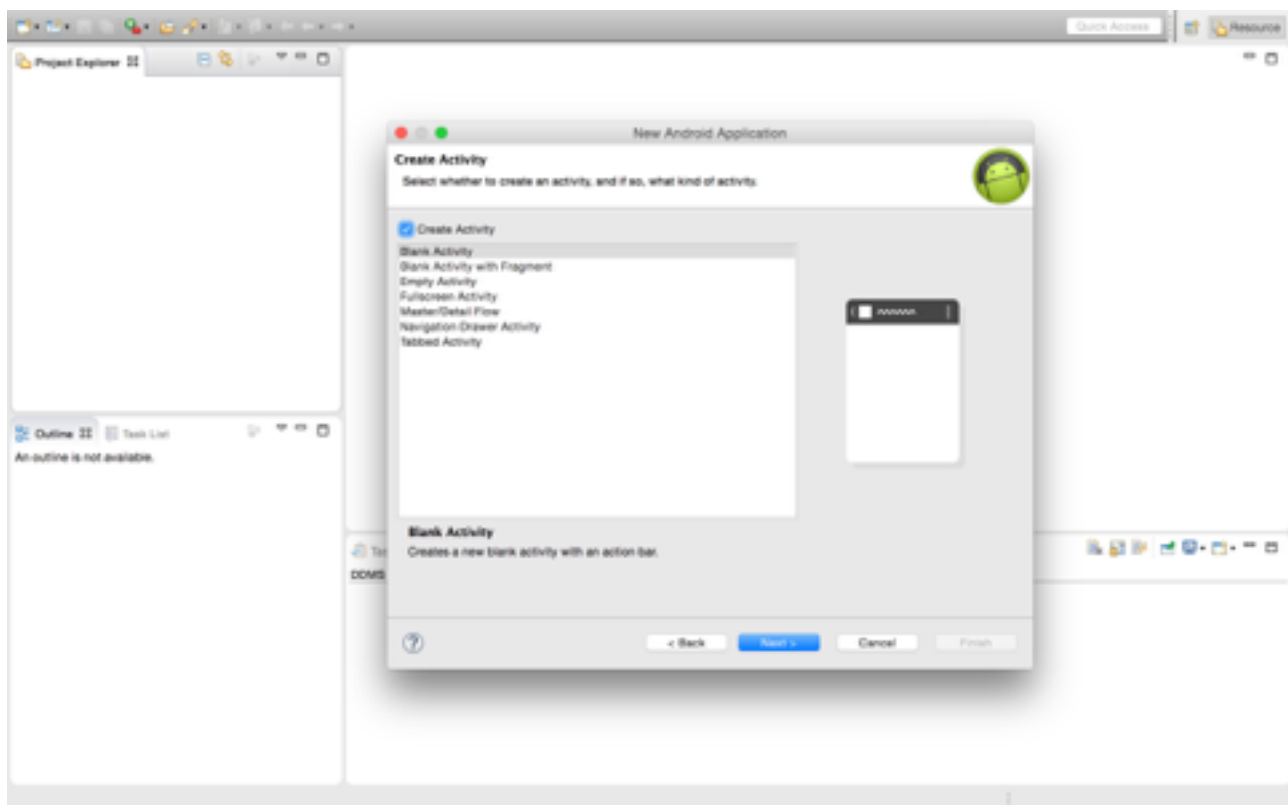 Quick Access
Resource
Project Explorer
New Android Application
Create Activity
Select whether to create an activity, and if so, what kind of activity.
Create Activity
Blank Activity
Blank Activity with Fragment
Empty Activity
Fullscreen Activity
Master/Detail Flow
Navigation Drawer Activity
Tabbed Activity
Outline
Task List
An outline is not available.
Blank Activity
Creates a new blank activity with an action bar.
DDMS
< Back
Next >
Cancel
Finish